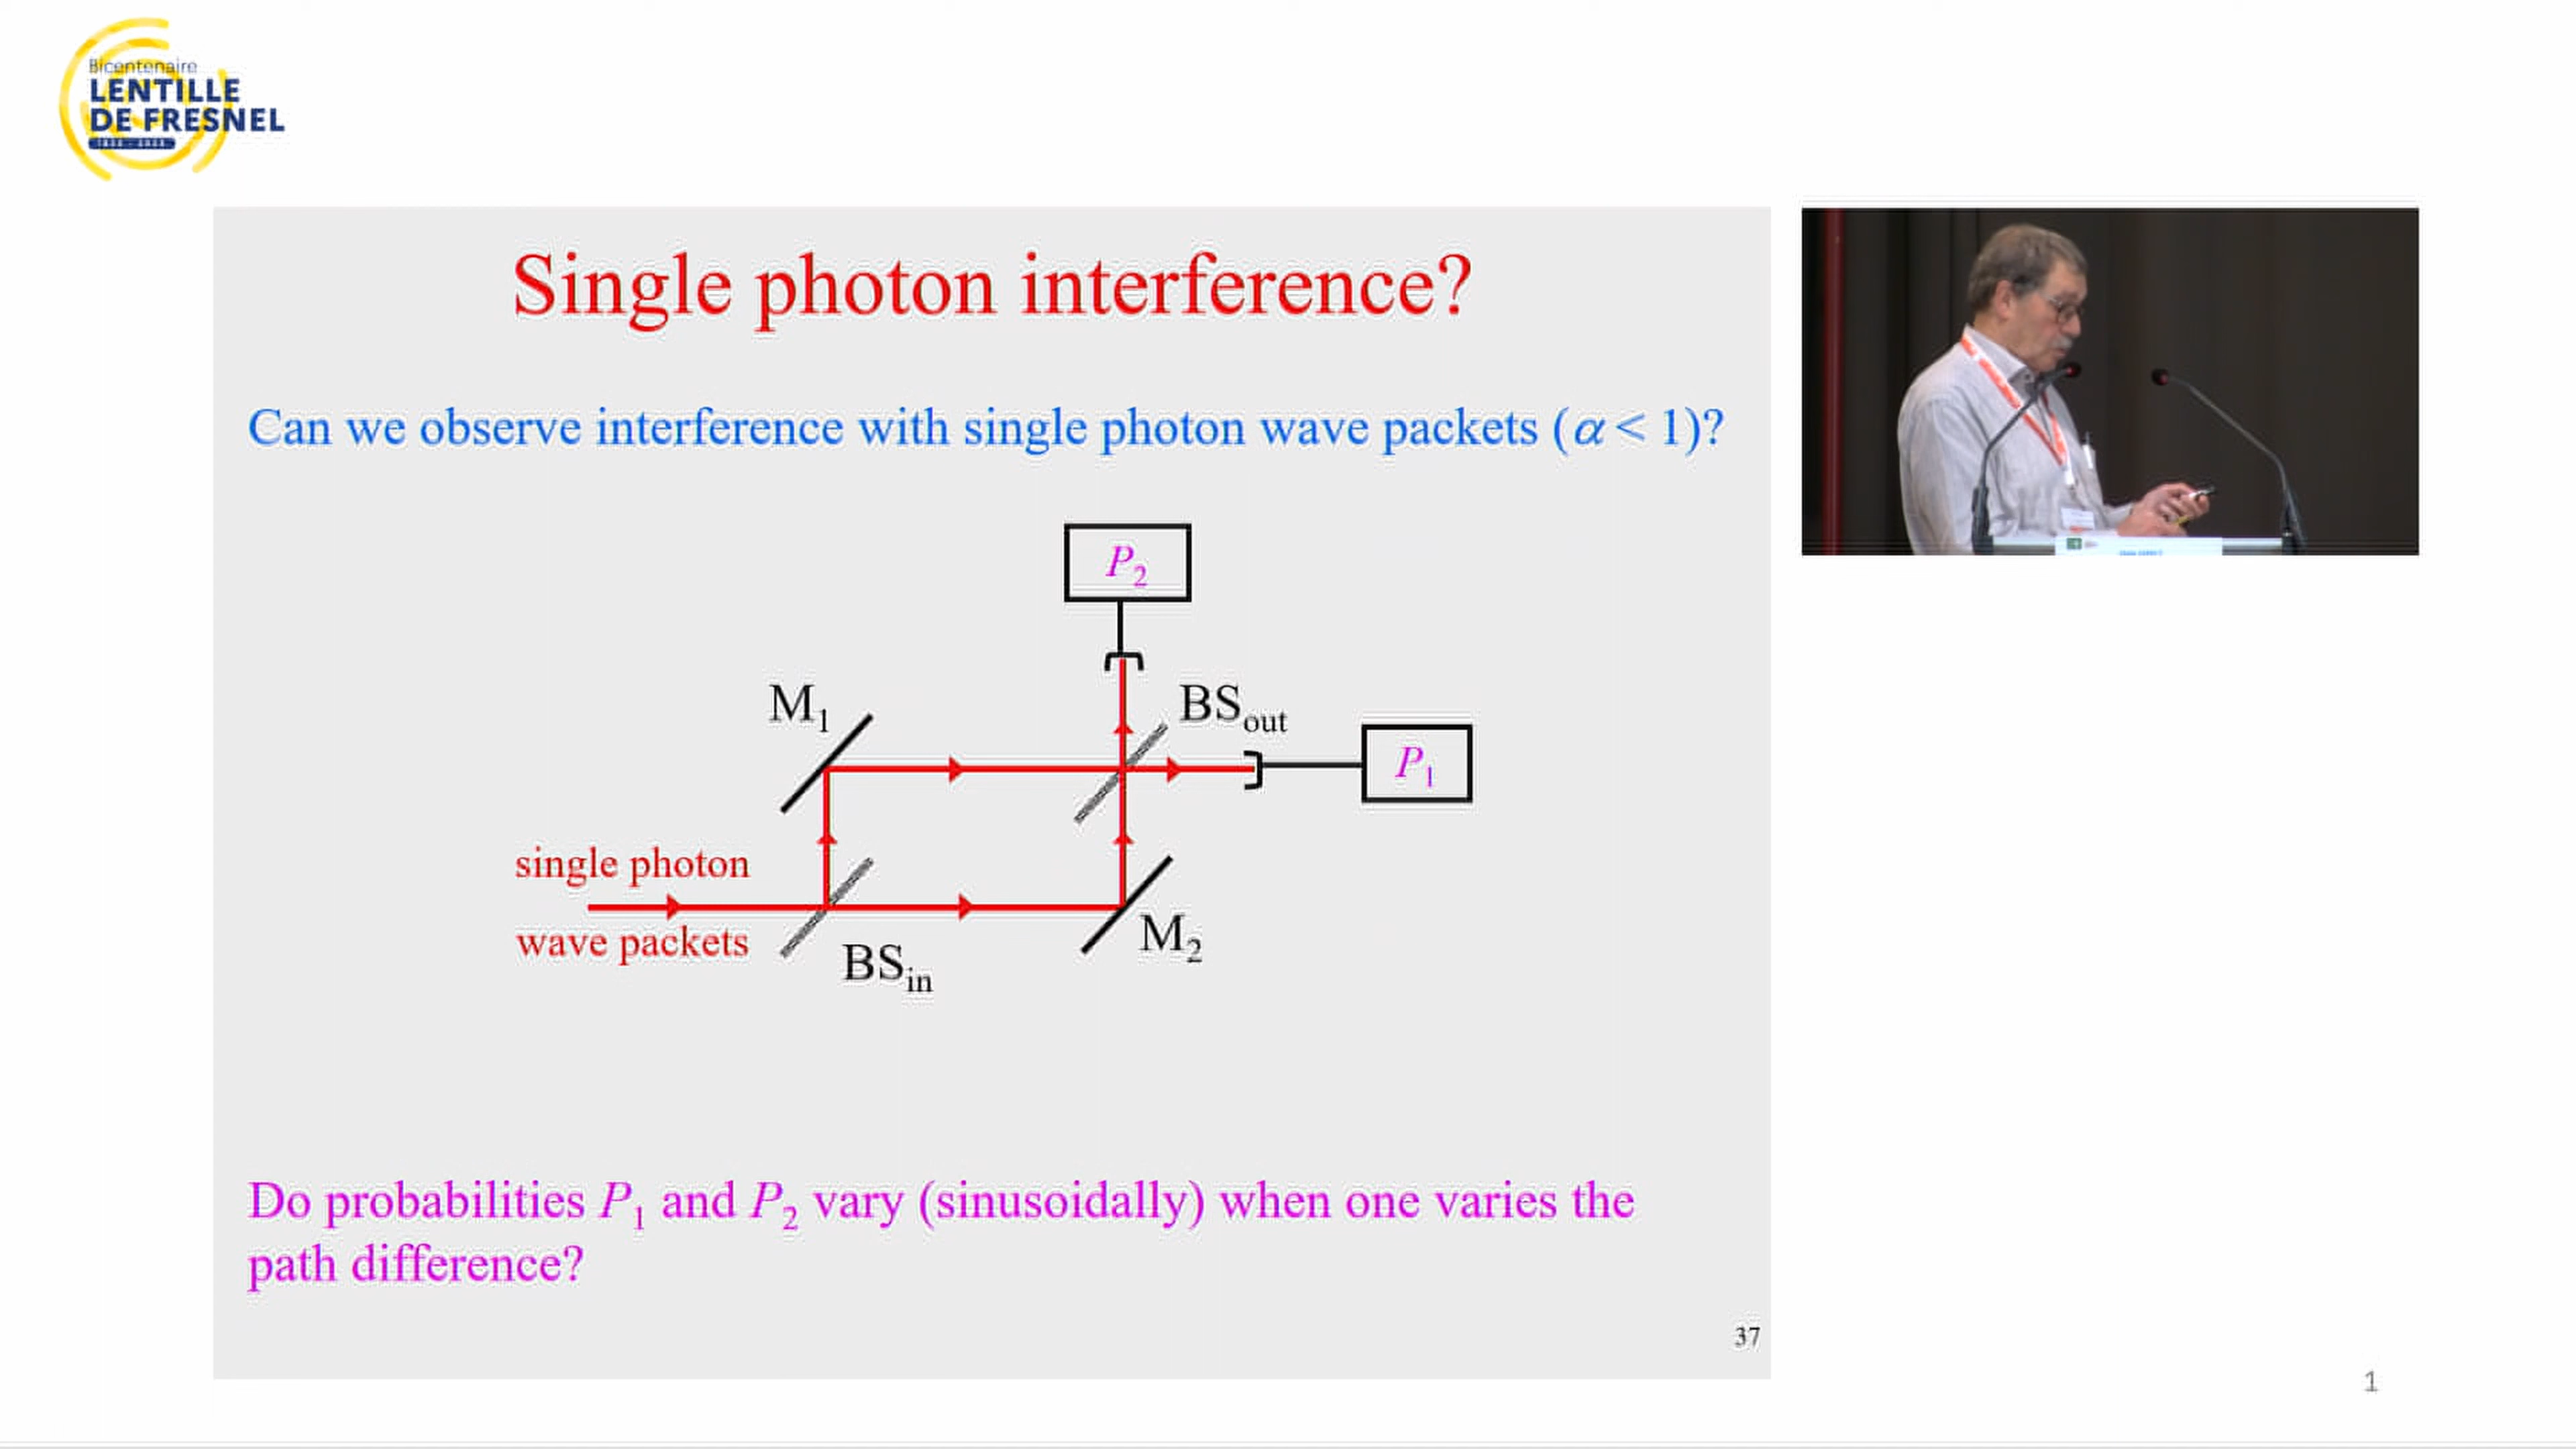 Bicentenaire
LENTILLE
DE FRESNEL
Single photon interference?
Can we observe interference with single photon wave packets (α < 1)?
P₂
M₁
BSout
P₁
single photon
wave packets
BSin
M₂
Do probabilities P₁ and P₂ vary (sinusoidally) when one varies the
path difference?
37
1